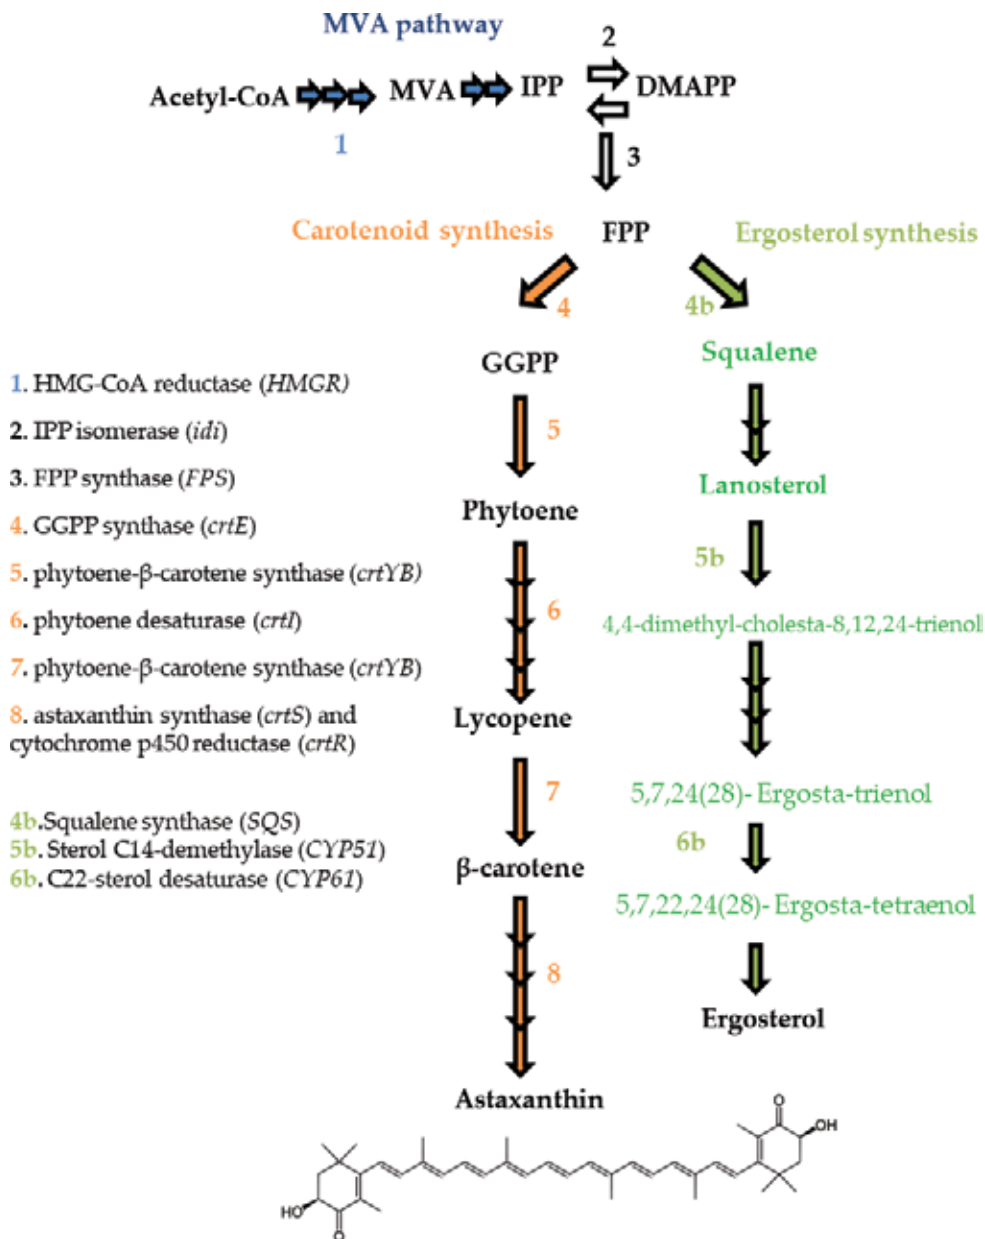 MVA pathway
2
Acetyl-CoA MVA IPP DMAPP
1
3
Carotenoid synthesis FPP Ergosterol synthesis
4 4b
GGPP Squalene
1. HMG-CoA reductase (HMGR)
5
2. IPP isomerase (idi)
3. FPP synthase (FPS)
Lanosterol
Phytoene
4. GGPP synthase (crtE)
5b
5. phytoene-β-carotene synthase (crtYB)
6. phytoene desaturase (crtI)
6
4,4-dimethyl-cholesta-8,12,24-trienol
7. phytoene-β-carotene synthase (crtYB)
Lycopene
8. astaxanthin synthase (crtS) and
cytochrome p450 reductase (crtR)
7
5,7,24(28)- Ergosta-trienol
4b.Squalene synthase (SQS)
5b. Sterol C14-demethylase (CYP51)
6b. C22-sterol desaturase (CYP61)
6b
β-carotene
5,7,22,24(28)- Ergosta-tetraenol
8
Ergosterol
Astaxanthin
O
OH
HO
O